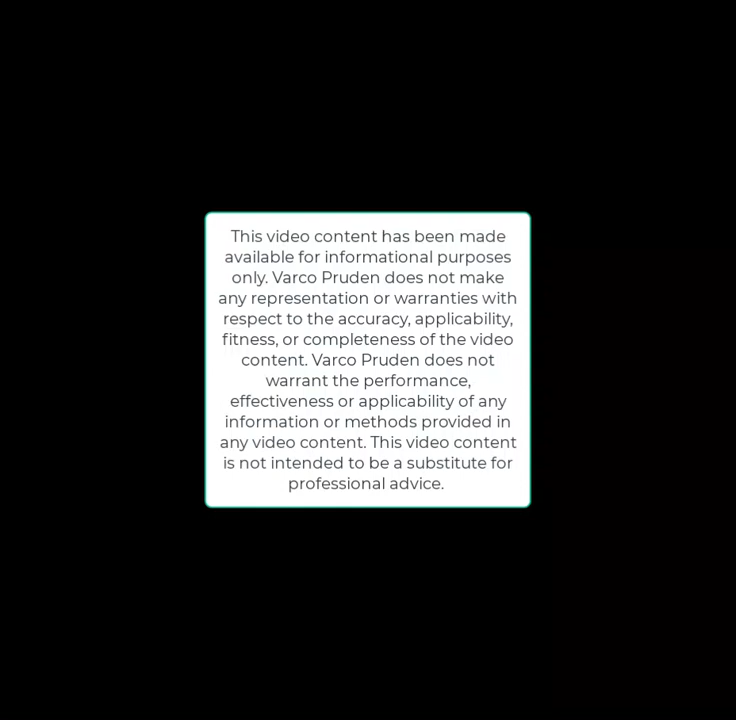 This video content has been made
available for informational purposes
only. Varco Pruden does not make
any representation or warranties with
respect to the accuracy, applicability,
fitness, or completeness of the video
content. Varco Pruden does not
warrant the performance,
effectiveness or applicability of any
information or methods provided in
any video content. This video content
is not intended to be a substitute for
professional advice.